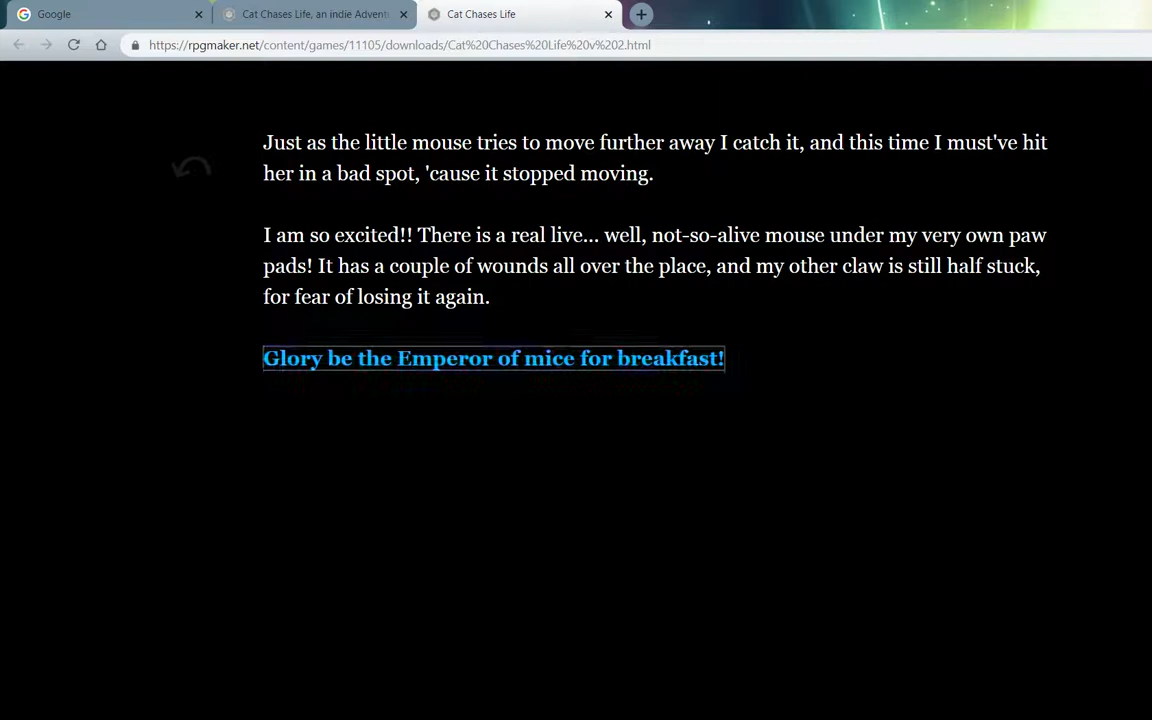 Google
Cat Chases Life, an indie Advent
Cat Chases Life
https://rpgmaker.net/content/games/11105/downloads/Cat%20Chases%20Life%20v%202.html
Just as the little mouse tries to move further away I catch it, and this time I must've hit
her in a bad spot, 'cause it stopped moving.
I am so excited!! There is a real live... well, not-so-alive mouse under my very own paw
pads! It has a couple of wounds all over the place, and my other claw is still half stuck,
for fear of losing it again.
Glory be the Emperor of mice for breakfast!